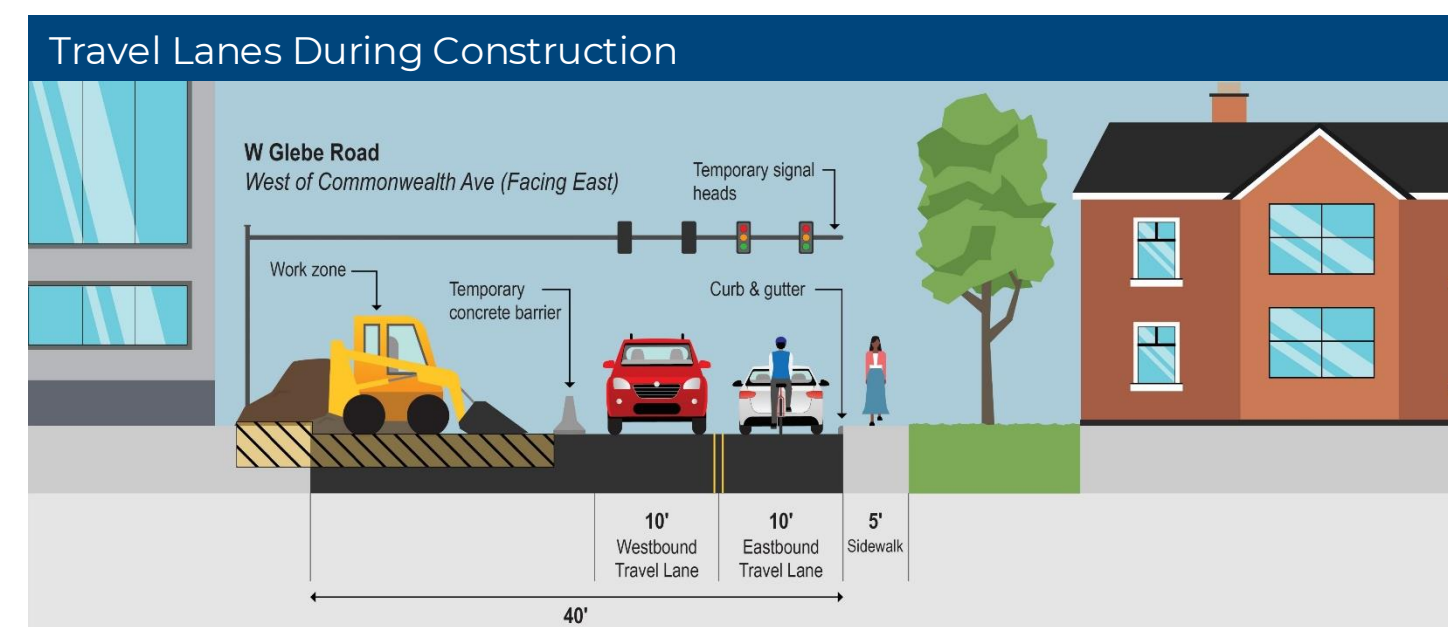 Travel Lanes During Construction
W Glebe Road
West of Commonwealth Ave (Facing East)
Temporary signal
heads
Work zone
Temporary
concrete barrier
Curb & gutter
10'
Westbound
Travel Lane
10'
Eastbound
Travel Lane
5'
Sidewalk
40'